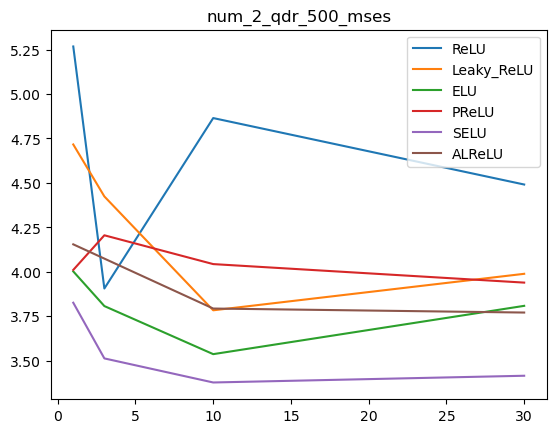 num_2_qdr_500_mses
5.25
5.00
4.75
4.50
4.25
4.00
3.75
3.50
0 5 10 15 20 25 30
ReLU
Leaky_ReLU
ELU
PReLU
SELU
ALReLU